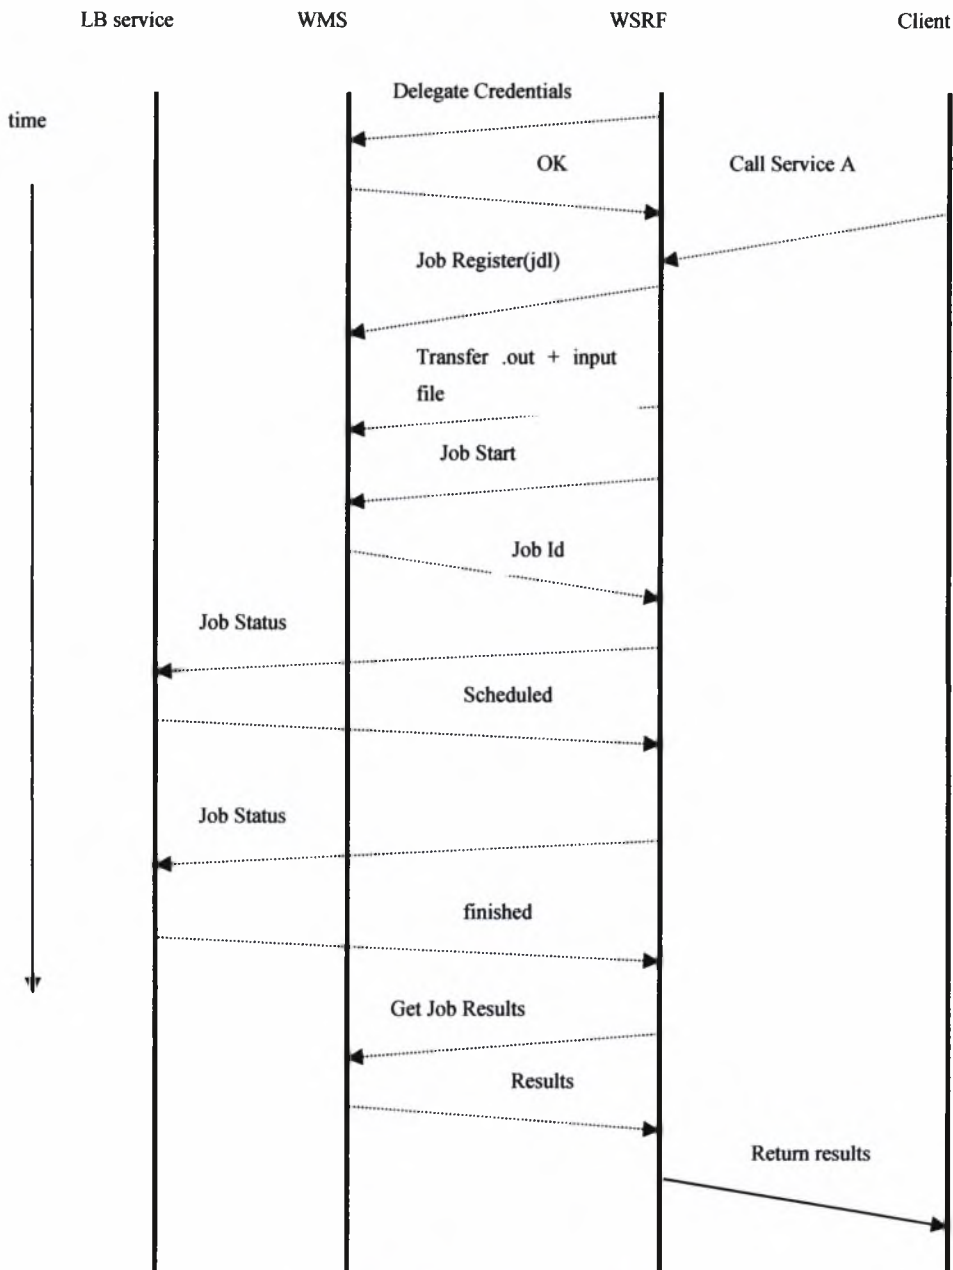 LB service WMS WSRF Client
Delegate Credentials
time
OK Call Service A
Job Register(jdl)
Transfer .out + input
file
Job Start
Job Id
Job Status
Scheduled
Job Status
finished
Get Job Results
Results
Return results